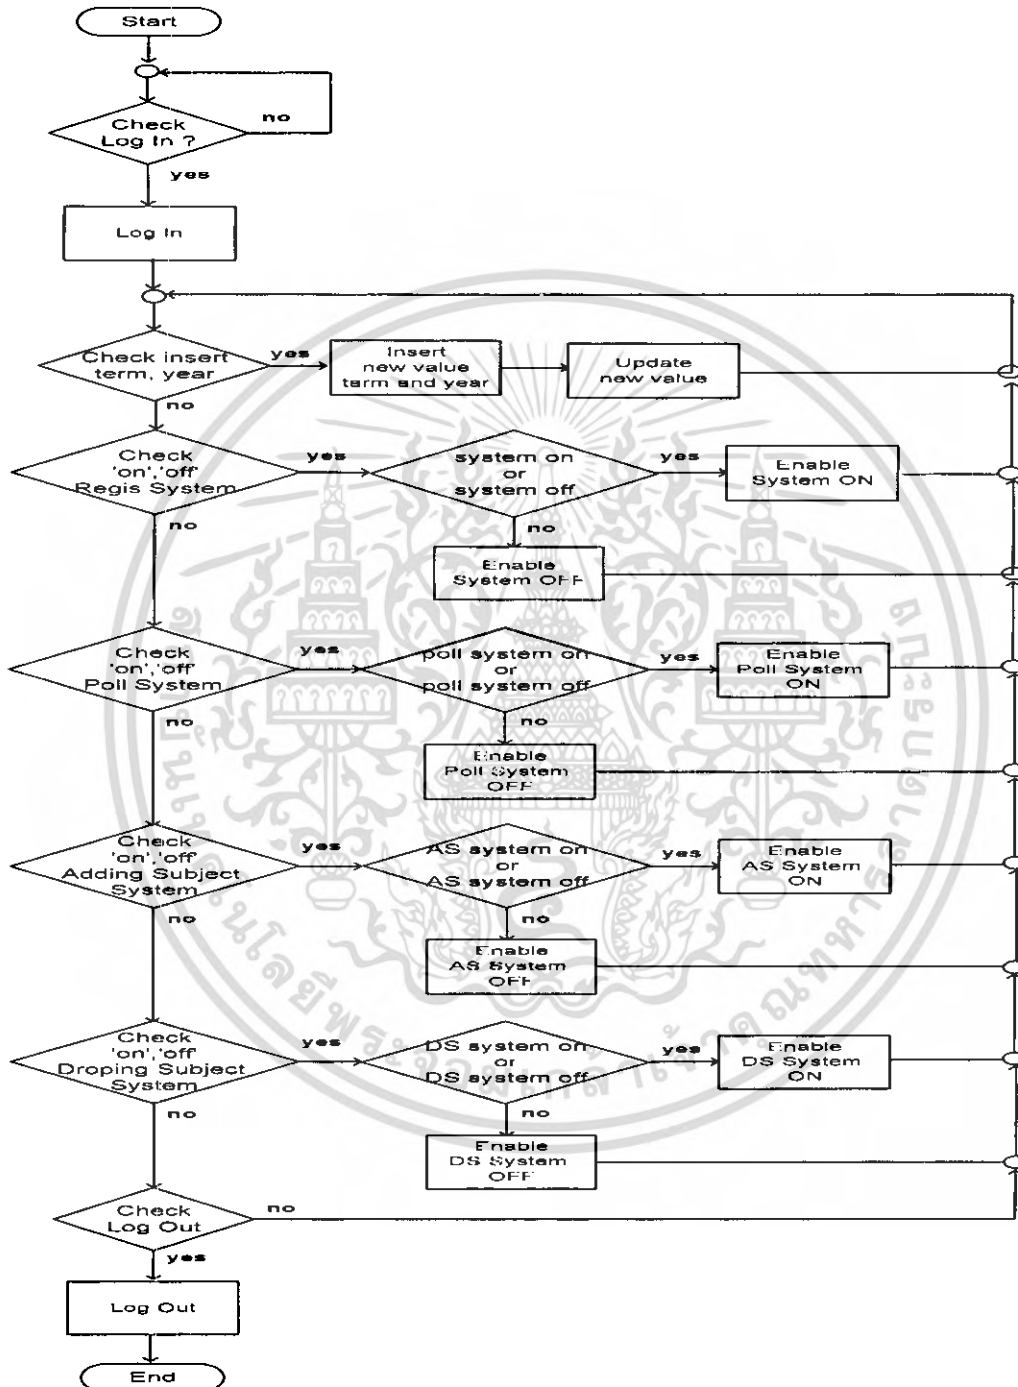 Start
Check
Log In ?
no
yes
Log In
Check insert
term, year
yes
Insert
new value
term and year
Update
new value
no
Check
'on','off'
Regis System
yes
system on
or
system off
yes
Enable
System ON
no
no
Enable
System OFF
Check
'on','off'
Poll System
yes
poll system on
or
poll system off
yes
Enable
Poll System
ON
no
no
Enable
Poll System
OFF
Check
'on','off'
Adding Subject
System
yes
AS system on
or
AS system off
yes
Enable
AS System
ON
no
no
Enable
AS System
OFF
Check
'on','off'
Droping Subject
System
yes
DS system on
or
DS system off
yes
Enable
DS System
ON
no
no
Enable
DS System
OFF
Check
Log Out
no
yes
Log Out
End